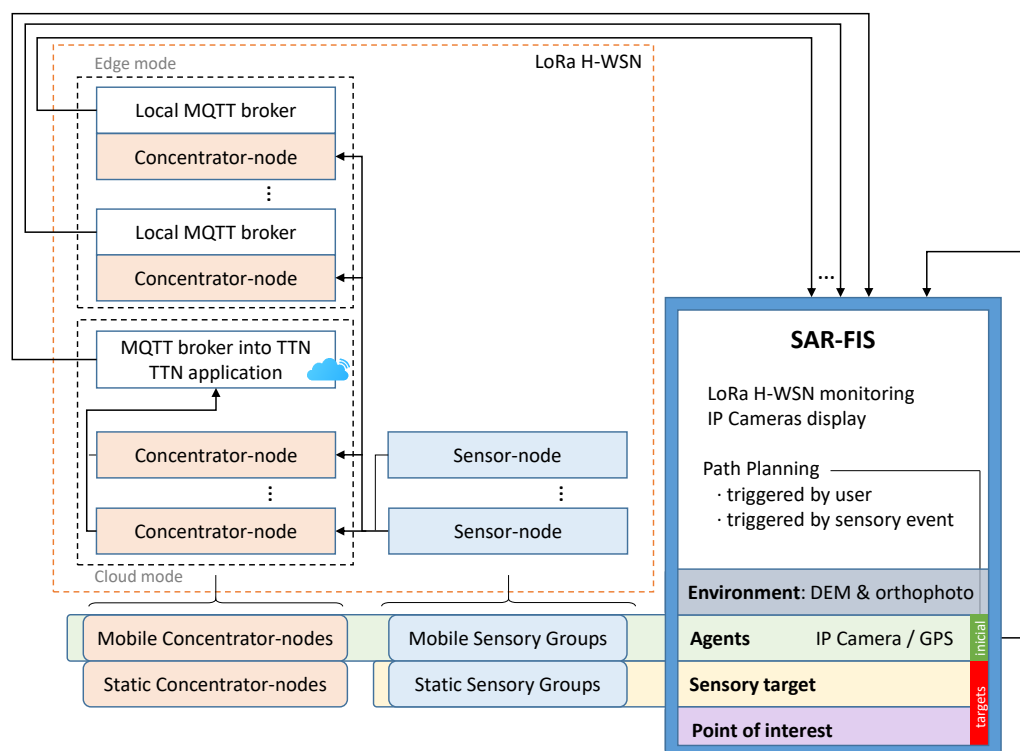 Edge mode
LoRa H-WSN
Local MQTT broker
Concentrator-node
...
Local MQTT broker
Concentrator-node
MQTT broker into TTN
TTN application
Concentrator-node
...
Concentrator-node
Cloud mode
Sensor-node
...
Sensor-node
Mobile Concentrator-nodes
Static Concentrator-nodes
Mobile Sensory Groups
Static Sensory Groups
...
SAR-FIS
LoRa H-WSN monitoring
IP Cameras display
Path Planning
· triggered by user
· triggered by sensory event
Environment: DEM & orthophoto
Agents IP Camera / GPS
inicial
Sensory target
targets
Point of interest